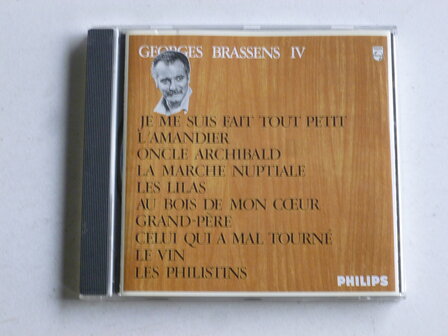 GEORGES BRASSENS IV
JE ME SUIS FAIT TOUT PETIT
L'AMANDIER
ONCLE ARCHIBALD
LA MARCHE NUPTIALE
LES LILAS
AU BOIS DE MON CŒUR
GRAND-PÈRE
CELUI QUI A MAL TOURNÉ
LE VIN
LES PHILISTINS
PHILIPS